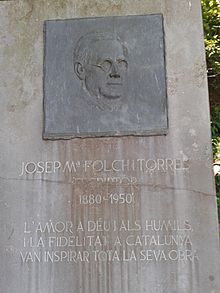 JOSEP Mª FOLCH I TORRES
ESCRIPTOR
1880-1950
L'AMOR A DÉU I ALS HUMILS,
I LA FIDELITAT A CATALUNYA
VAN INSPIRAR TOTA LA SEVA OBRA